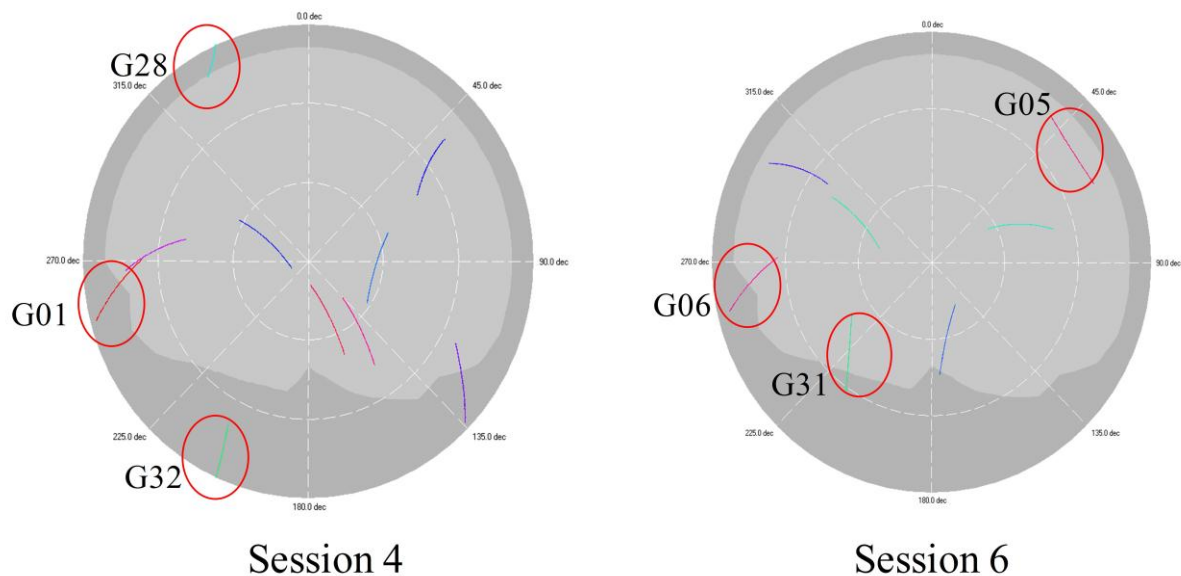 0.0 dec
G28
315.0 dec
45.0 dec
270.0 dec
90.0 dec
G01
225.0 dec
135.0 dec
G32
180.0 dec
Session 4
0.0 dec
315.0 dec
45.0 dec
G05
270.0 dec
90.0 dec
G06
G31
225.0 dec
135.0 dec
180.0 dec
Session 6